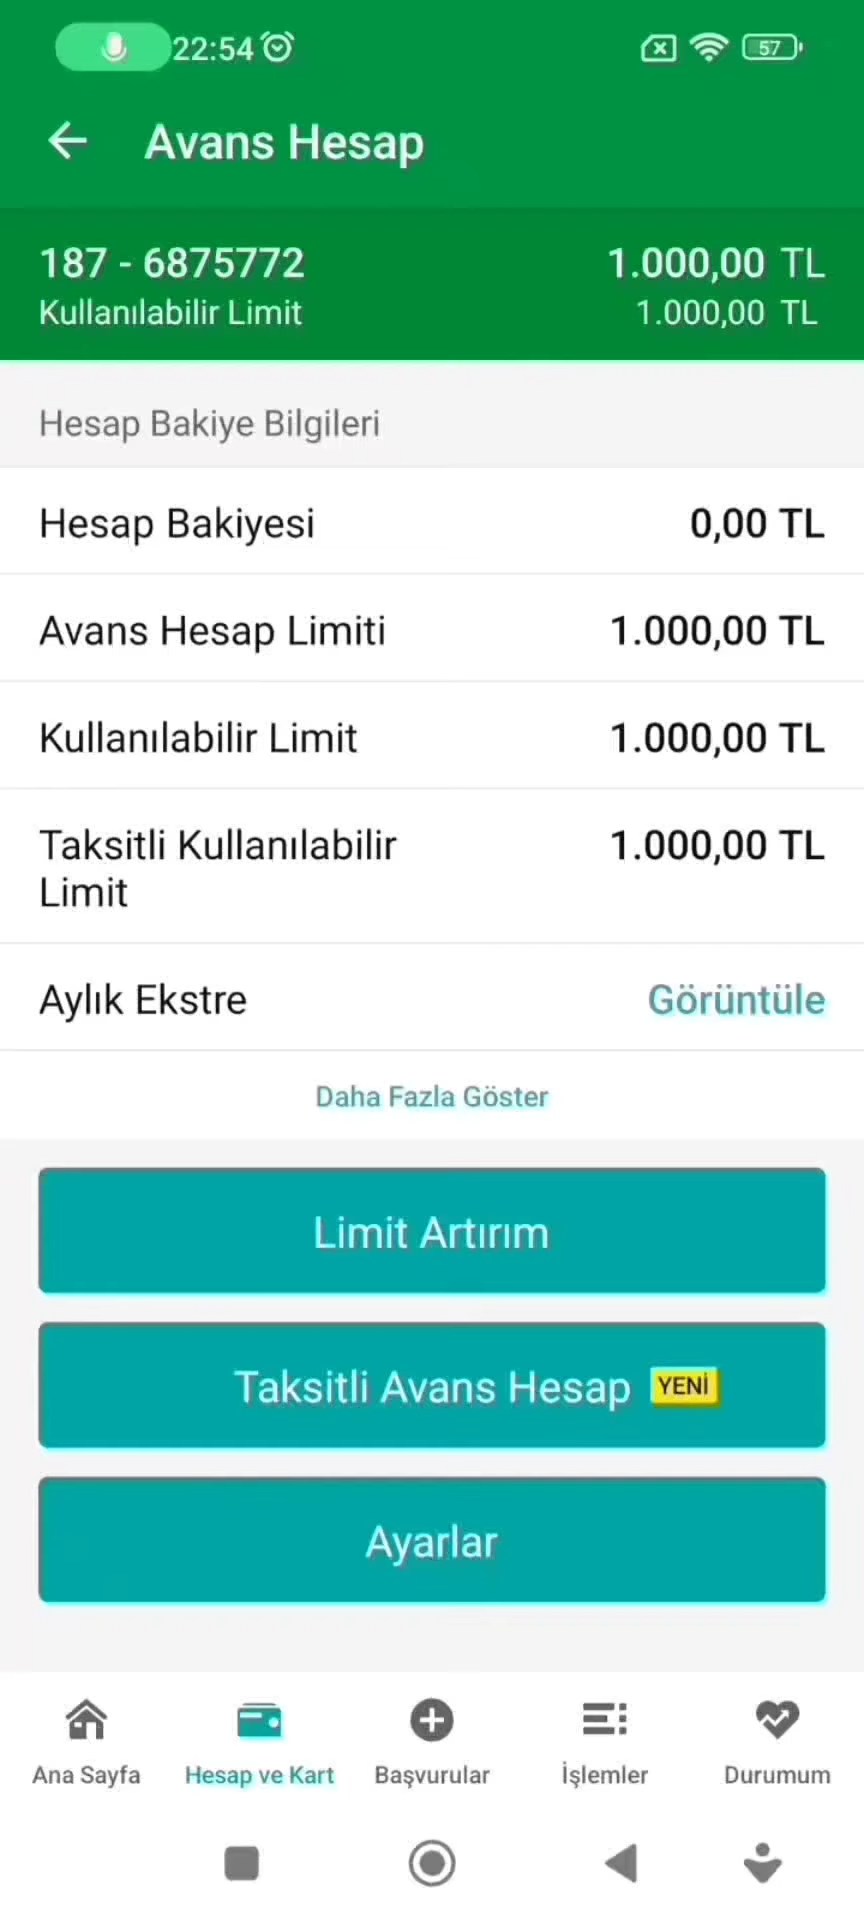 22:54
57
Avans Hesap
187 - 6875772 1.000,00 TL
Kullanılabilir Limit 1.000,00 TL
Hesap Bakiye Bilgileri
Hesap Bakiyesi 0,00 TL
Avans Hesap Limiti 1.000,00 TL
Kullanılabilir Limit 1.000,00 TL
Taksitli Kullanılabilir 1.000,00 TL
Limit
Aylık Ekstre Görüntüle
Daha Fazla Göster
Limit Artırım
Taksitli Avans Hesap YENİ
Ayarlar
Ana Sayfa Hesap ve Kart Başvurular İşlemler Durumum